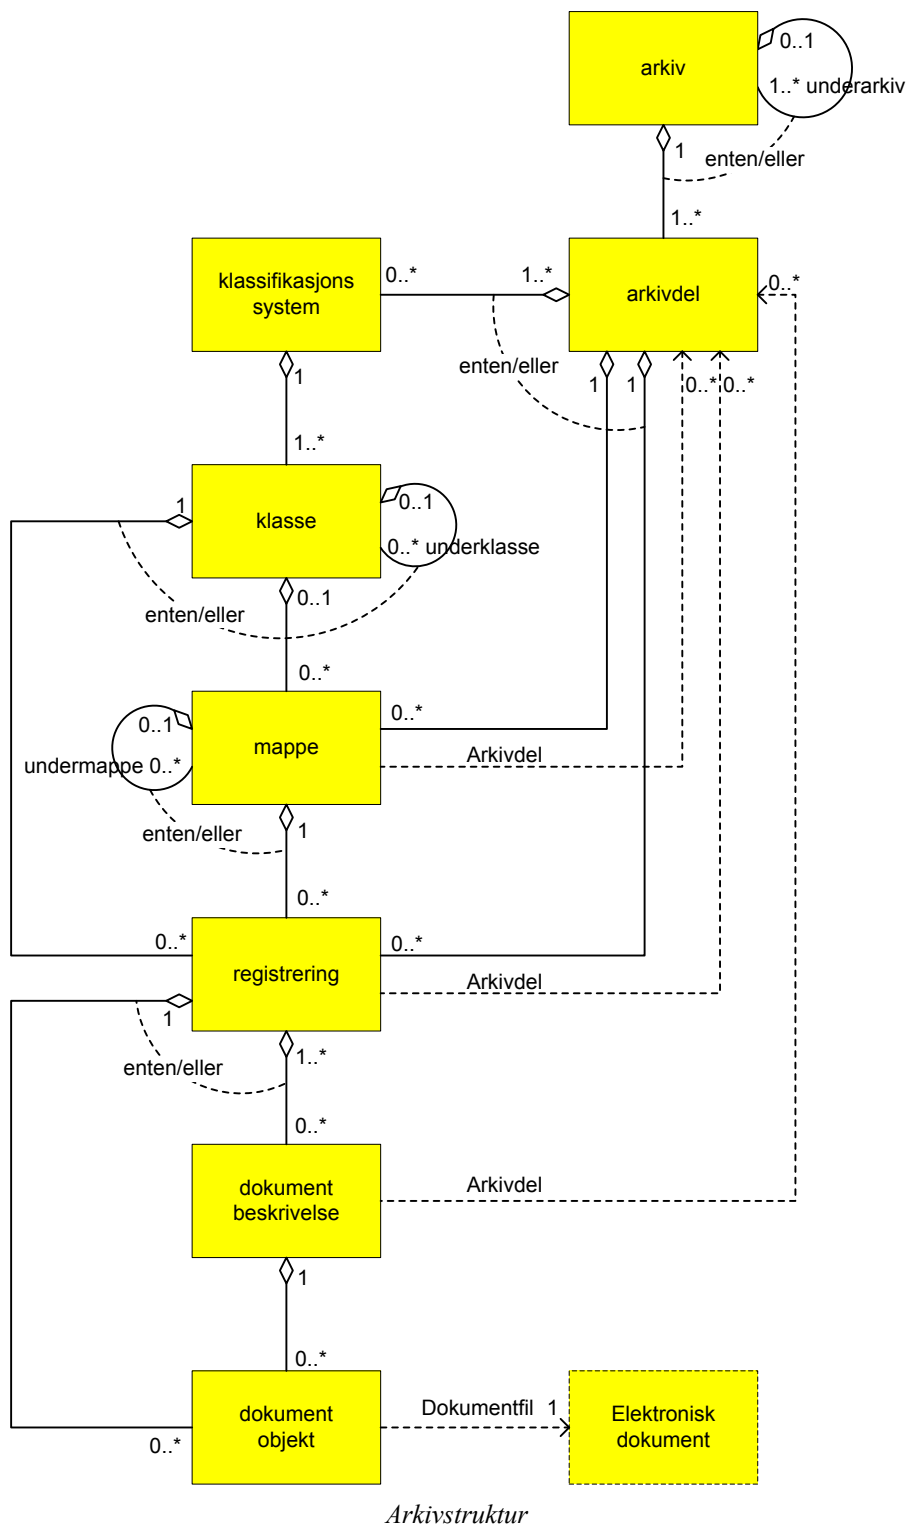 arkiv
0..1
1..* underarkiv
1
enten/eller
1..*
klassifikasjons
system
0..*
1..*
arkivdel
0..*
enten/eller
1
1
0..*
0..*
1
1..*
1
klasse
0..1
0..* underklasse
0..1
enten/eller
0..*
0..1
mappe
0..*
undermappe 0..*
Arkivdel
1
enten/eller
0..*
0..*
registrering
0..*
Arkivdel
1
1..*
enten/eller
0..*
dokument
beskrivelse
Arkivdel
1
0..*
dokument
objekt
0..*
Dokumentfil 1
Elektronisk
dokument
Arkivstruktur